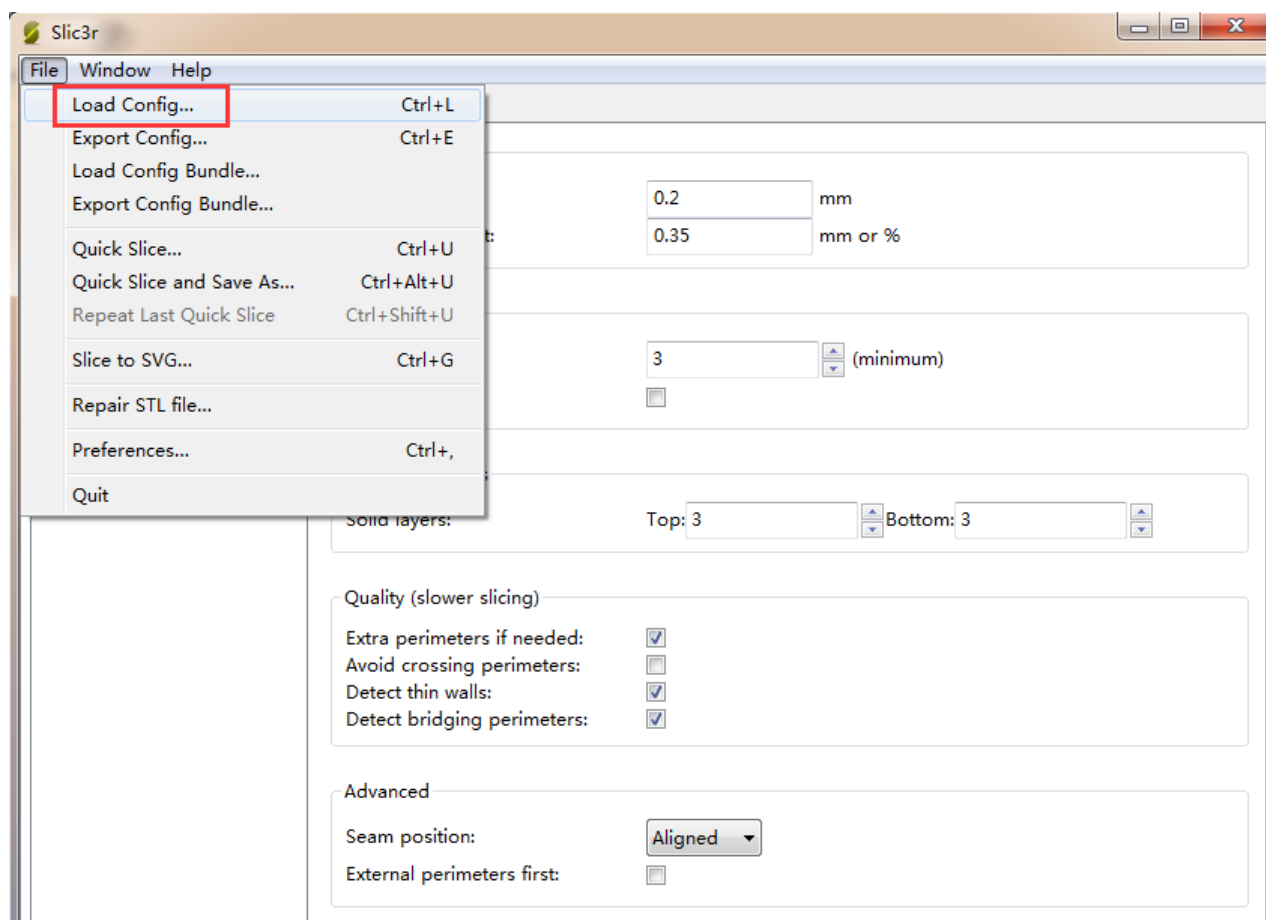 Slic3r
File Window Help
Load Config... Ctrl+L
Export Config... Ctrl+E
Load Config Bundle...
Export Config Bundle...
Quick Slice... Ctrl+U
Quick Slice and Save As... Ctrl+Alt+U
Repeat Last Quick Slice Ctrl+Shift+U
Slice to SVG... Ctrl+G
Repair STL file...
Preferences... Ctrl+,
Quit
0.2 mm
0.35 mm or %
3 (minimum)
Solid layers: Top: 3 Bottom: 3
Quality (slower slicing)
Extra perimeters if needed:
Avoid crossing perimeters:
Detect thin walls:
Detect bridging perimeters:
Advanced
Seam position: Aligned
External perimeters first: